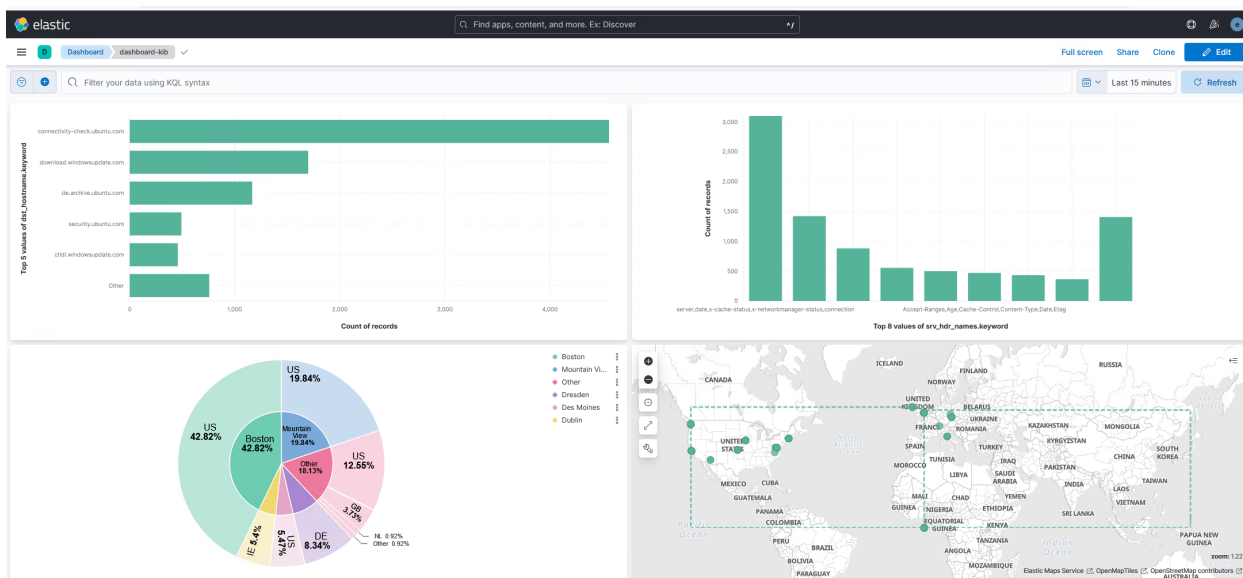 elastic
Find apps, content, and more. Ex: Discover
^/
e
D
Dashboard
dashboard-kib
Full screen
Share
Clone
Edit
Filter your data using KQL syntax
Last 15 minutes
Refresh
Top 5 values of dst_hostname.keyword
connectivity-check.ubuntu.com
download.windowsupdate.com
de.archive.ubuntu.com
security.ubuntu.com
ctldl.windowsupdate.com
Other
0
1,000
2,000
3,000
4,000
Count of records
Count of records
3,000
2,500
2,000
1,500
1,000
500
0
server,date,x-cache-status,x-networkmanager-status,connection
Accept-Ranges,Age,Cache-Control,Content-Type,Date,Etag
Top 8 values of srv_hdr_names.keyword
US
19.84%
US
42.82%
Boston
42.82%
Mountain
View
19.84%
Other
18.13%
US
12.55%
GB
3.73%
NL 0.92%
Other 0.92%
DE
8.34%
US
5.47%
IE 5.4%
Boston
Mountain Vi...
Other
Dresden
Des Moines
Dublin
ICELAND
FINLAND
RUSSIA
CANADA
NORWAY
UNITED
KINGDOM
BELARUS
UKRAINE
FRANCE
ROMANIA
KAZAKHSTAN
MONGOLIA
UNITED
STATES
North
Atlantic
Ocean
SPAIN
TURKEY
KYRGYZSTAN
CHINA
SOUTH
KOREA
MOROCCO
TUNISIA
IRAQ
PAKISTAN
LIBYA
SAUDI
ARABIA
INDIA
TAIWAN
MEXICO
CUBA
LAOS
GUATEMALA
MALI
CHAD
YEMEN
VIETNAM
PANAMA
GUINEA
NIGERIA
ETHIOPIA
SRI LANKA
COLOMBIA
EQUATORIAL
GUINEA
KENYA
Pacific
Ocean
PERU
BRAZIL
TANZANIA
Indian
Ocean
PAPUA NEW
GUINEA
ANGOLA
BOLIVIA
MOZAMBIQUE
PARAGUAY
AUSTRALIA
zoom: 1.22
Elastic Maps Service, OpenMapTiles, OpenStreetMap contributors